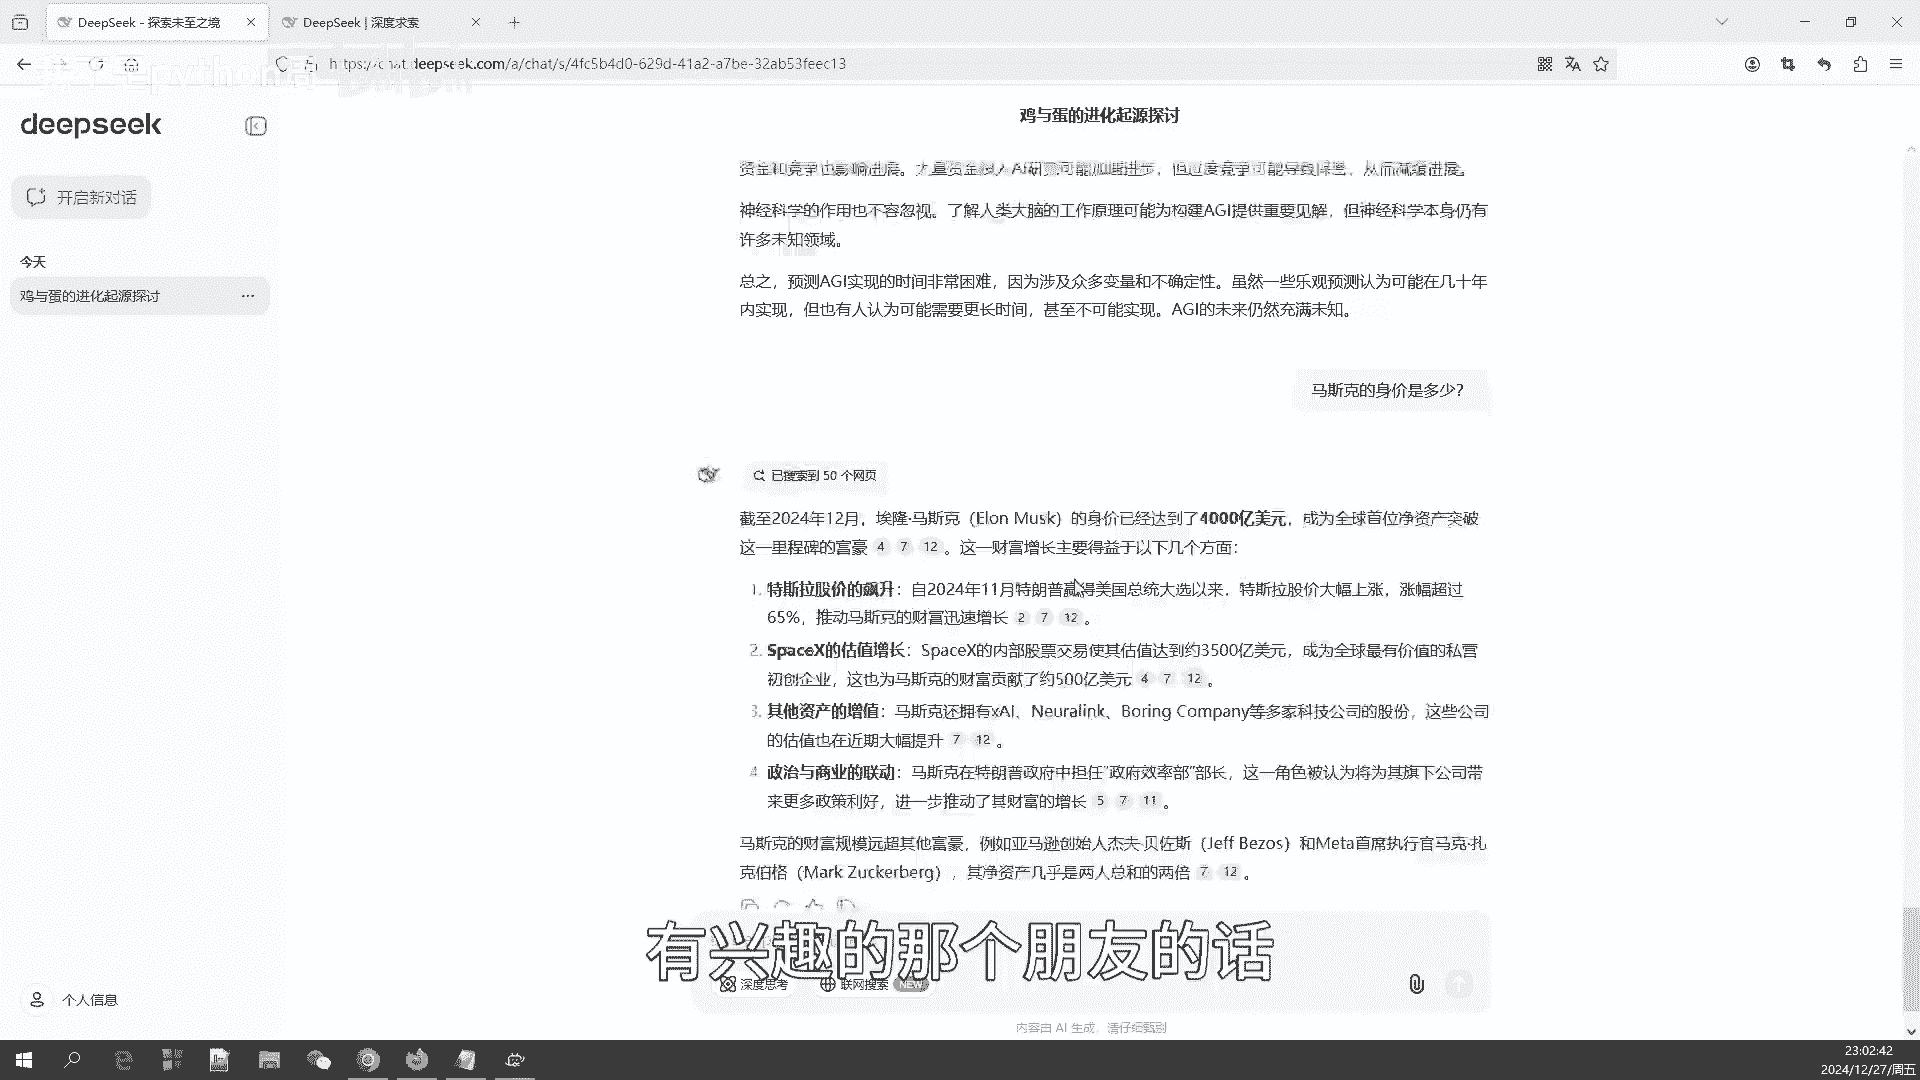 DeepSeek - 探索未至之境
DeepSeek | 深度求索
https://chat.deepseek.com/a/chat/s/4fc5b4d0-629d-41a2-a7be-32ab53feec13
deepseek
开启新对话
今天
鸡与蛋的进化起源探讨
个人信息
鸡与蛋的进化起源探讨
资金和竞争也影响进展。大量资金投入AI研究可能加速进步，但过度竞争可能导致，从而减缓进展。
神经科学的作用也不容忽视。了解人类大脑的工作原理可能为构建AGI提供重要见解，但神经科学本身仍有
许多未知领域。
总之，预测AGI实现的时间非常困难，因为涉及众多变量和不确定性。虽然一些乐观预测认为可能在几十年
内实现，但也有人认为可能需要更长时间，甚至不可能实现。AGI的未来仍然充满未知。
马斯克的身价是多少？
已搜索到 50 个网页
截至2024年12月，埃隆·马斯克（Elon Musk）的身价已经达到了4000亿美元，成为全球首位净资产突破
这一里程碑的富豪 4 7 12 。这一财富增长主要得益于以下几个方面：
1. 特斯拉股价的飙升：自2024年11月特朗普赢得美国总统大选以来，特斯拉股价大幅上涨，涨幅超过
65%，推动马斯克的财富迅速增长 2 7 12 。
2. SpaceX的估值增长：SpaceX的内部股票交易使其估值达到约3500亿美元，成为全球最有价值的私营
初创企业，这也为马斯克的财富贡献了约500亿美元 4 7 12 。
3. 其他资产的增值：马斯克还拥有xAI、Neuralink、Boring Company等多家科技公司的股份，这些公司
的估值也在近期大幅提升 7 12 。
4. 政治与商业的联动：马斯克在特朗普政府中担任“政府效率部”部长，这一角色被认为将为其旗下公司带
来更多政策利好，进一步推动了其财富的增长 5 7 11 。
马斯克的财富规模远超其他富豪，例如亚马逊创始人杰夫·贝佐斯（Jeff Bezos）和Meta首席执行官马克·扎
克伯格（Mark Zuckerberg），其净资产几乎是两人总和的两倍 7 12 。
有兴趣的那个朋友的话
深度思考
联网搜索 NEW
内容由 AI 生成，请仔细甄别
23:02:42
2024/12/27/周五